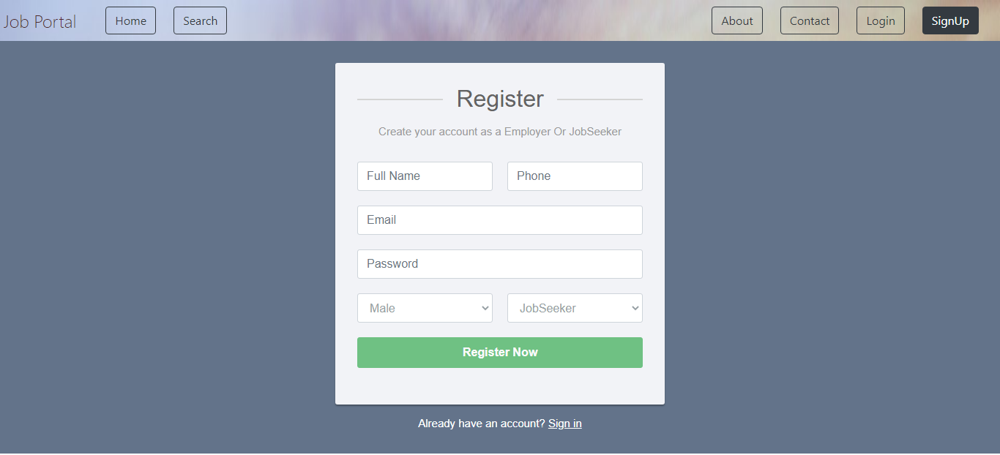 Job Portal Home Search About Contact Login SignUp
Register
Create your account as a Employer Or JobSeeker
Full Name Phone
Email
Password
Male JobSeeker
Register Now
Already have an account? Sign in